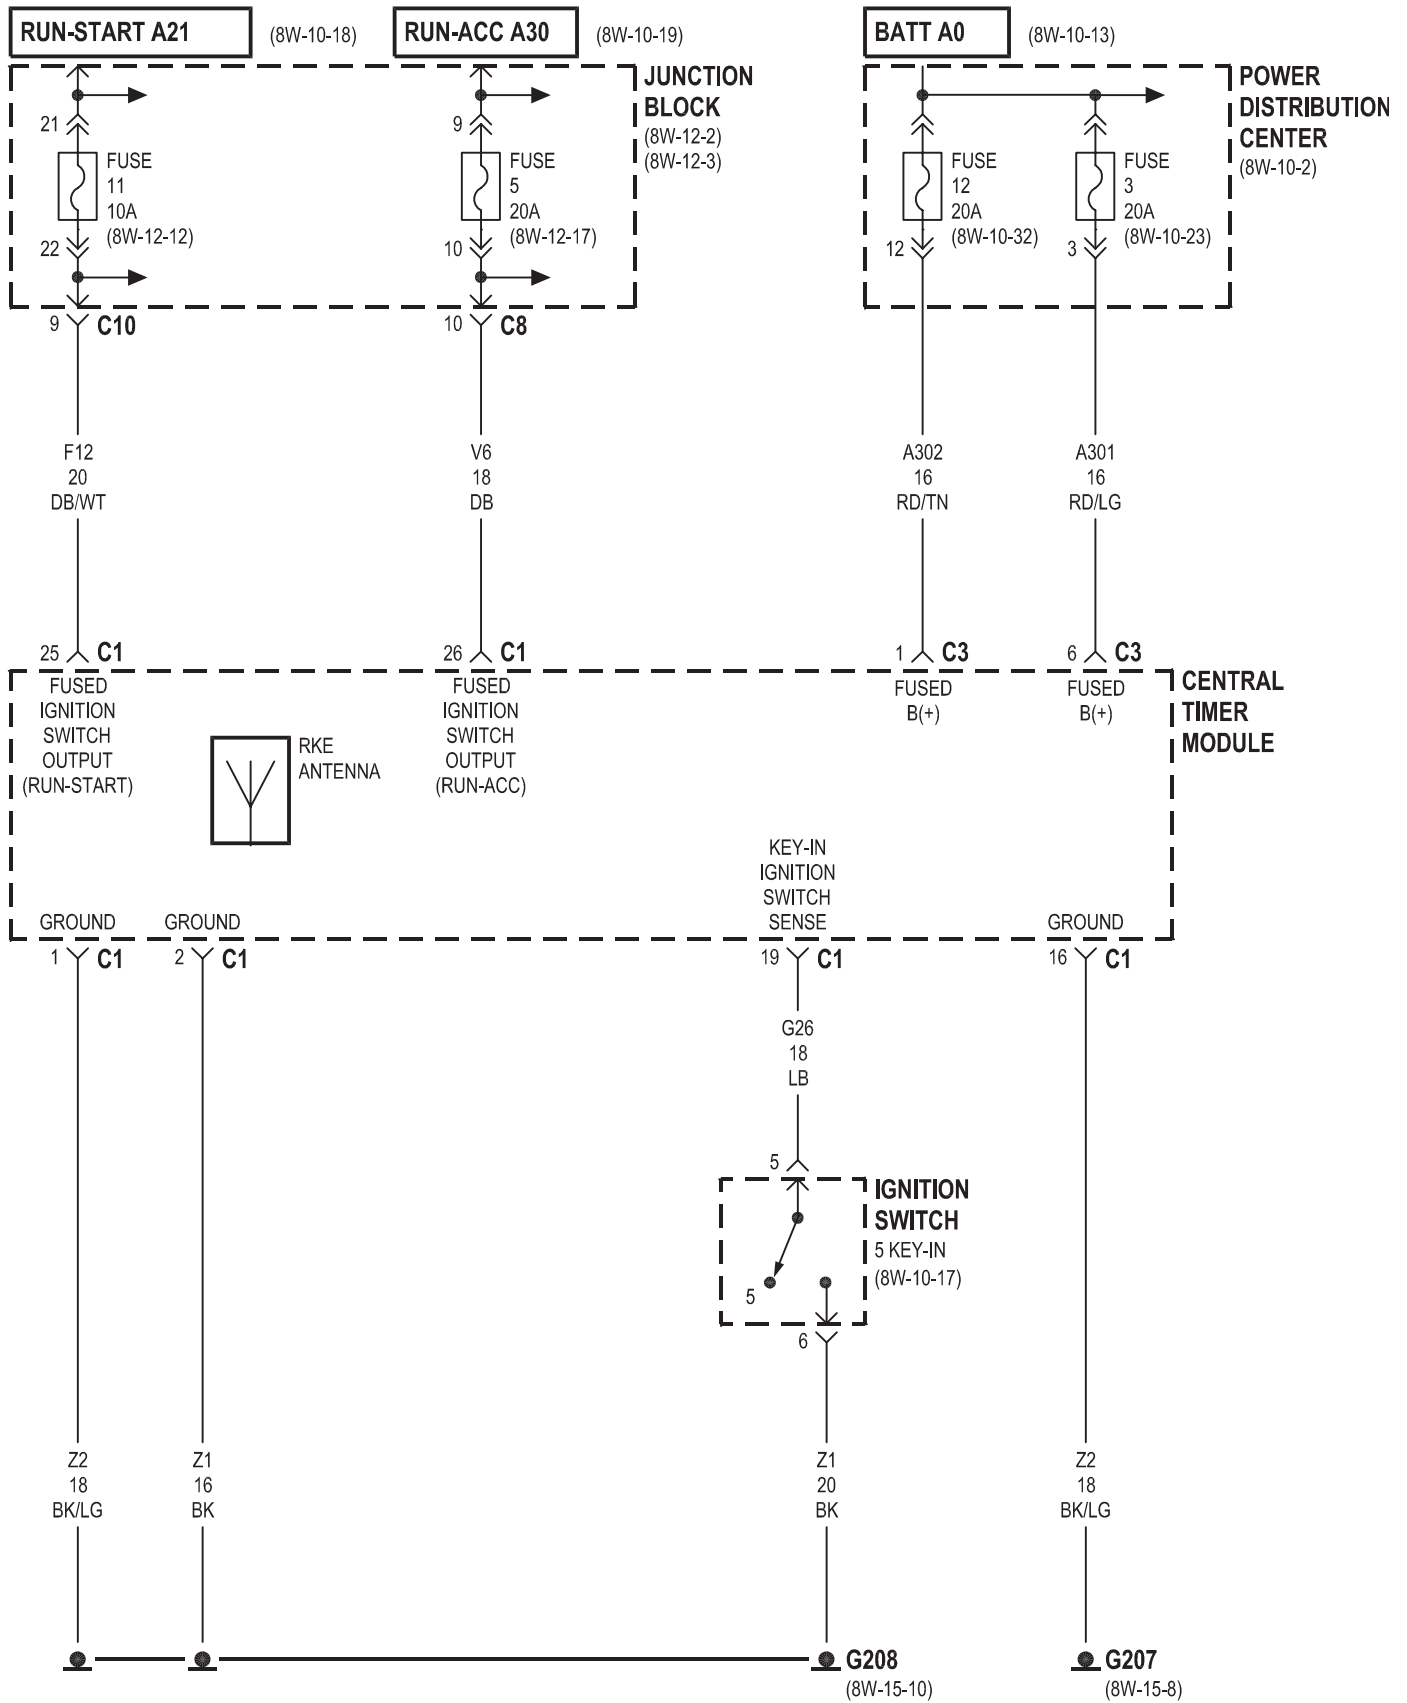 RUN-START A21
(8W-10-18)
RUN-ACC A30
(8W-10-19)
BATT A0
(8W-10-13)
JUNCTION
BLOCK
(8W-12-2)
(8W-12-3)
POWER
DISTRIBUTION
CENTER
(8W-10-2)
21
FUSE
11
10A
(8W-12-12)
22
9
FUSE
5
20A
(8W-12-17)
10
FUSE
12
20A
(8W-10-32)
12
FUSE
3
20A
(8W-10-23)
3
9 C10
10 C8
F12
20
DB/WT
V6
18
DB
A302
16
RD/TN
A301
16
RD/LG
25 C1
26 C1
1 C3
6 C3
FUSED
IGNITION
SWITCH
OUTPUT
(RUN-START)
RKE
ANTENNA
FUSED
IGNITION
SWITCH
OUTPUT
(RUN-ACC)
FUSED
B(+)
FUSED
B(+)
CENTRAL
TIMER
MODULE
KEY-IN
IGNITION
SWITCH
SENSE
GROUND
GROUND
GROUND
1 C1
2 C1
19 C1
16 C1
G26
18
LB
5
IGNITION
SWITCH
5 KEY-IN
(8W-10-17)
5
6
Z2
18
BK/LG
Z1
16
BK
Z1
20
BK
Z2
18
BK/LG
G208
(8W-15-10)
G207
(8W-15-8)